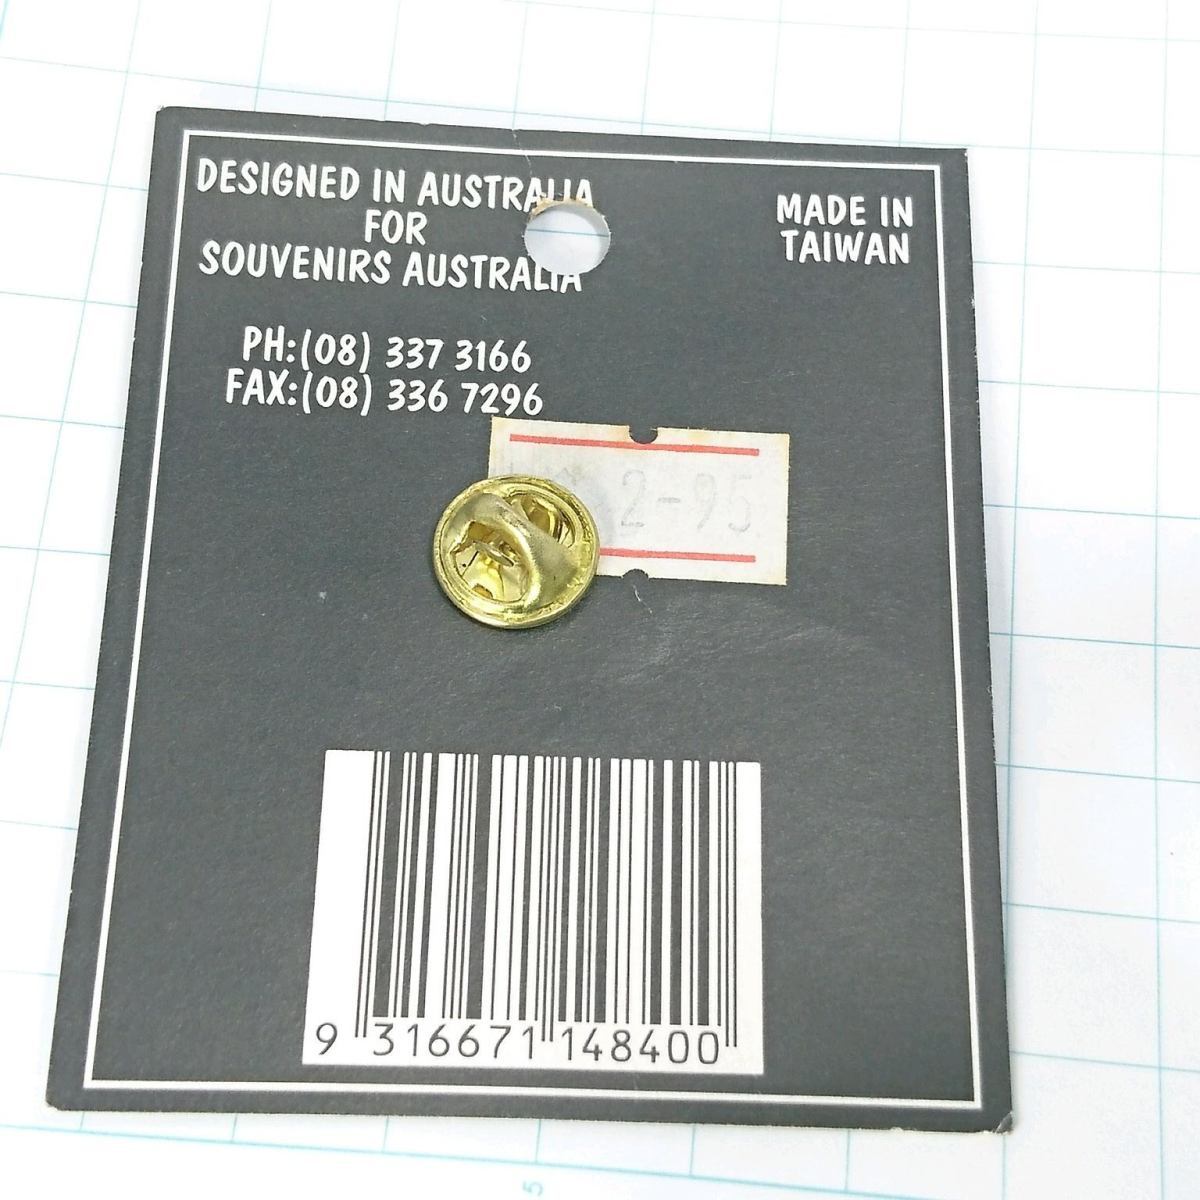 DESIGNED IN AUSTRALIA
FOR
SOUVENIRS AUSTRALIA
MADE IN
TAIWAN
PH:(08) 337 3166
FAX:(08) 336 7296
2-95
9 316671 148400
5